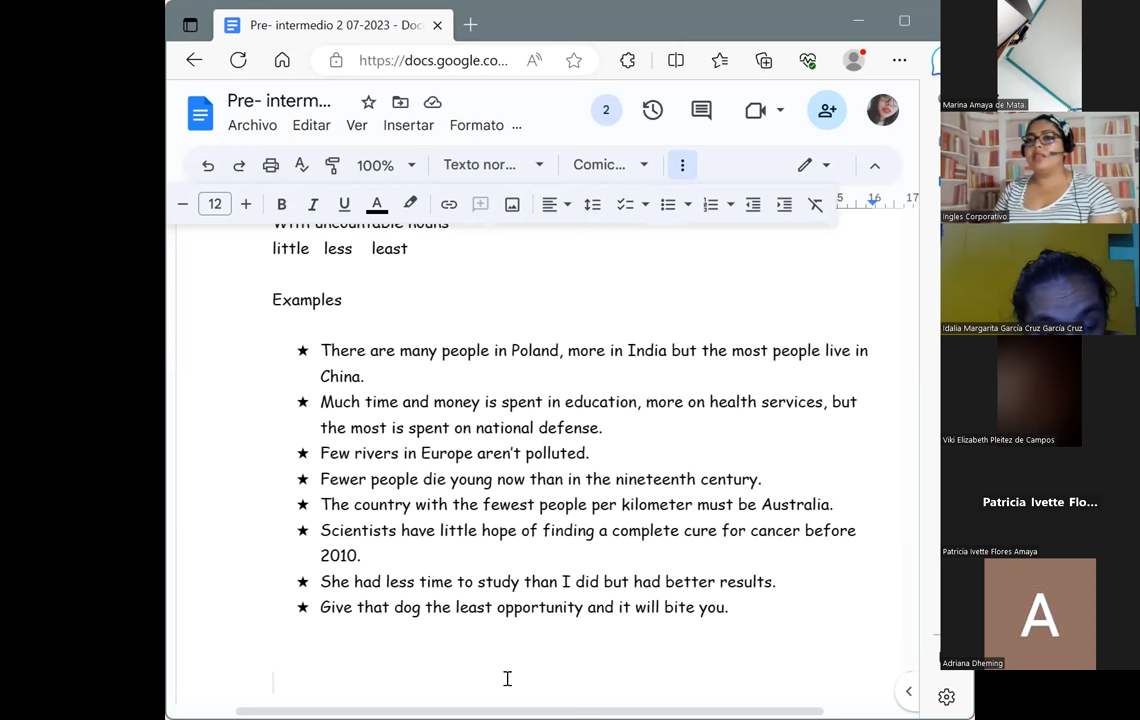 Pre- intermedio 2 07-2023 - Doc
https://docs.google.co...
Pre- interm...
Archivo Editar Ver Insertar Formato ...
2
100% Texto nor... Comic...
12
15 16 17
With uncountable nouns
little less least
Examples
★ There are many people in Poland, more in India but the most people live in
China.
★ Much time and money is spent in education, more on health services, but
the most is spent on national defense.
★ Few rivers in Europe aren't polluted.
★ Fewer people die young now than in the nineteenth century.
★ The country with the fewest people per kilometer must be Australia.
★ Scientists have little hope of finding a complete cure for cancer before
2010.
★ She had less time to study than I did but had better results.
★ Give that dog the least opportunity and it will bite you.
Marina Amaya de Mata.
Ingles Corporativo
Idalia Margarita García Cruz García Cruz
Viki Elizabeth Pleitez de Campos
Patricia Ivette Flo...
Patricia Ivette Flores Amaya
A
Adriana Dheming